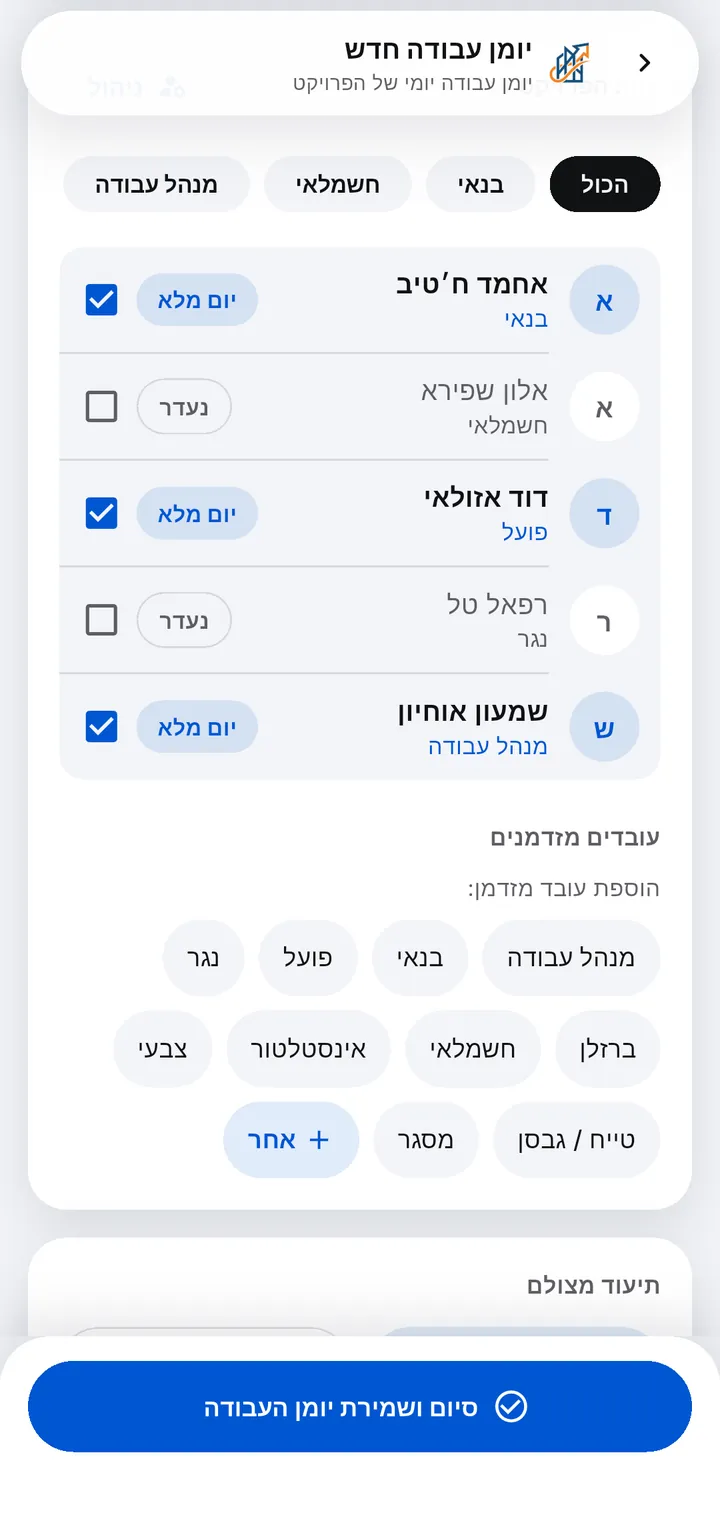 יומן עבודה חדש
יומן עבודה יומי של הפרויקט
ניהול
הכול
בנאי
חשמלאי
מנהל עבודה
א
אחמד ח׳טיב
בנאי
יום מלא
א
אלון שפירא
חשמלאי
נעדר
ד
דוד אזולאי
פועל
יום מלא
ר
רפאל טל
נגר
נעדר
ש
שמעון אוחיון
מנהל עבודה
יום מלא
עובדים מזדמנים
הוספת עובד מזדמן:
מנהל עבודה
בנאי
פועל
נגר
ברזלן
חשמלאי
אינסטלטור
צבעי
טייח / גבסן
מסגר
+ אחר
תיעוד מצולם
סיום ושמירת יומן העבודה